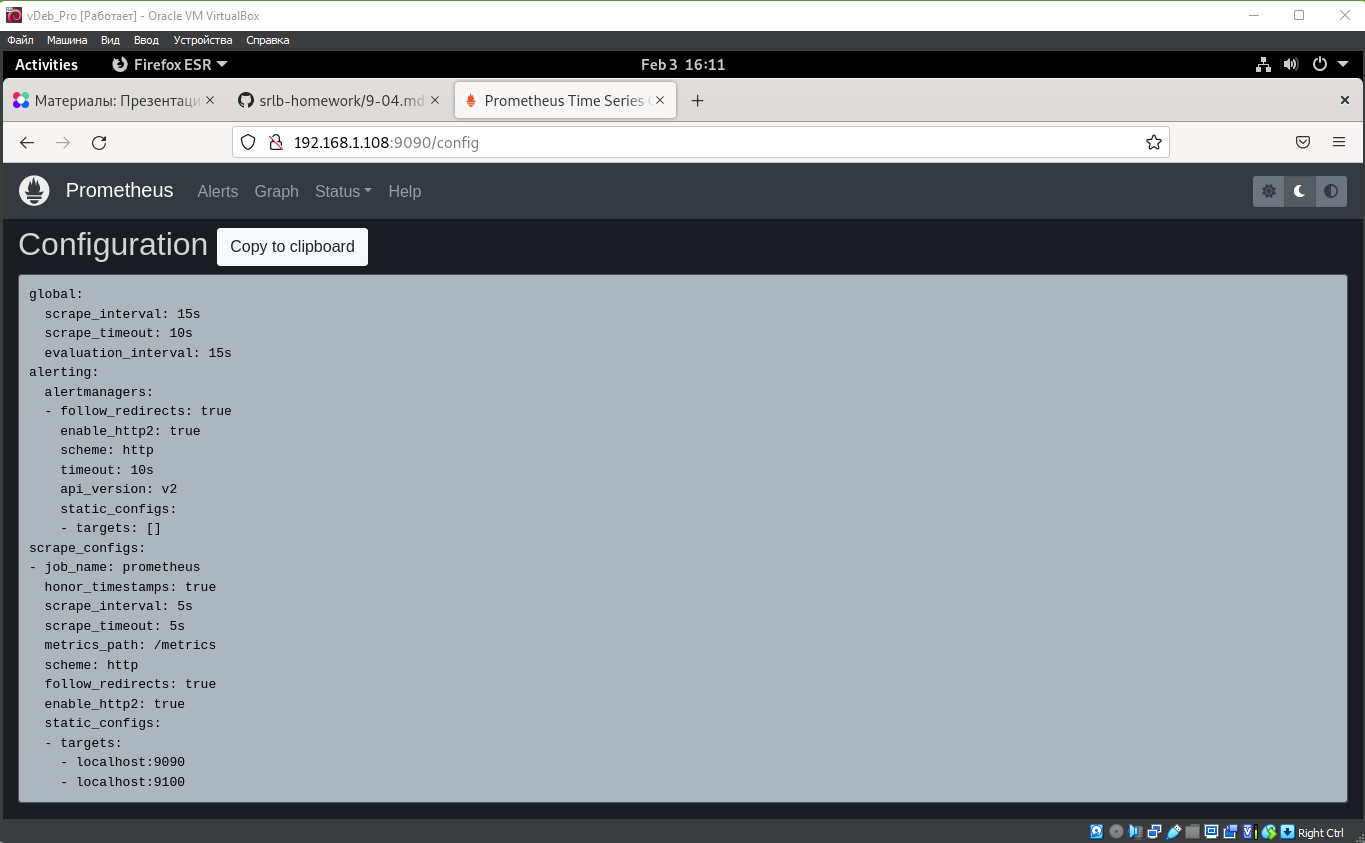 vDeb_Pro [Работает] - Oracle VM VirtualBox
Файл Машина Вид Ввод Устройства Справка
Activities Firefox ESR Feb 3 16:11
Материалы: Презентаци srlb-homework/9-04.md Prometheus Time Series
192.168.1.108:9090/config
Prometheus Alerts Graph Status Help
Configuration Copy to clipboard
global:
  scrape_interval: 15s
  scrape_timeout: 10s
  evaluation_interval: 15s
alerting:
  alertmanagers:
  - follow_redirects: true
    enable_http2: true
    scheme: http
    timeout: 10s
    api_version: v2
    static_configs:
    - targets: []
scrape_configs:
- job_name: prometheus
  honor_timestamps: true
  scrape_interval: 5s
  scrape_timeout: 5s
  metrics_path: /metrics
  scheme: http
  follow_redirects: true
  enable_http2: true
  static_configs:
  - targets:
    - localhost:9090
    - localhost:9100
Right Ctrl